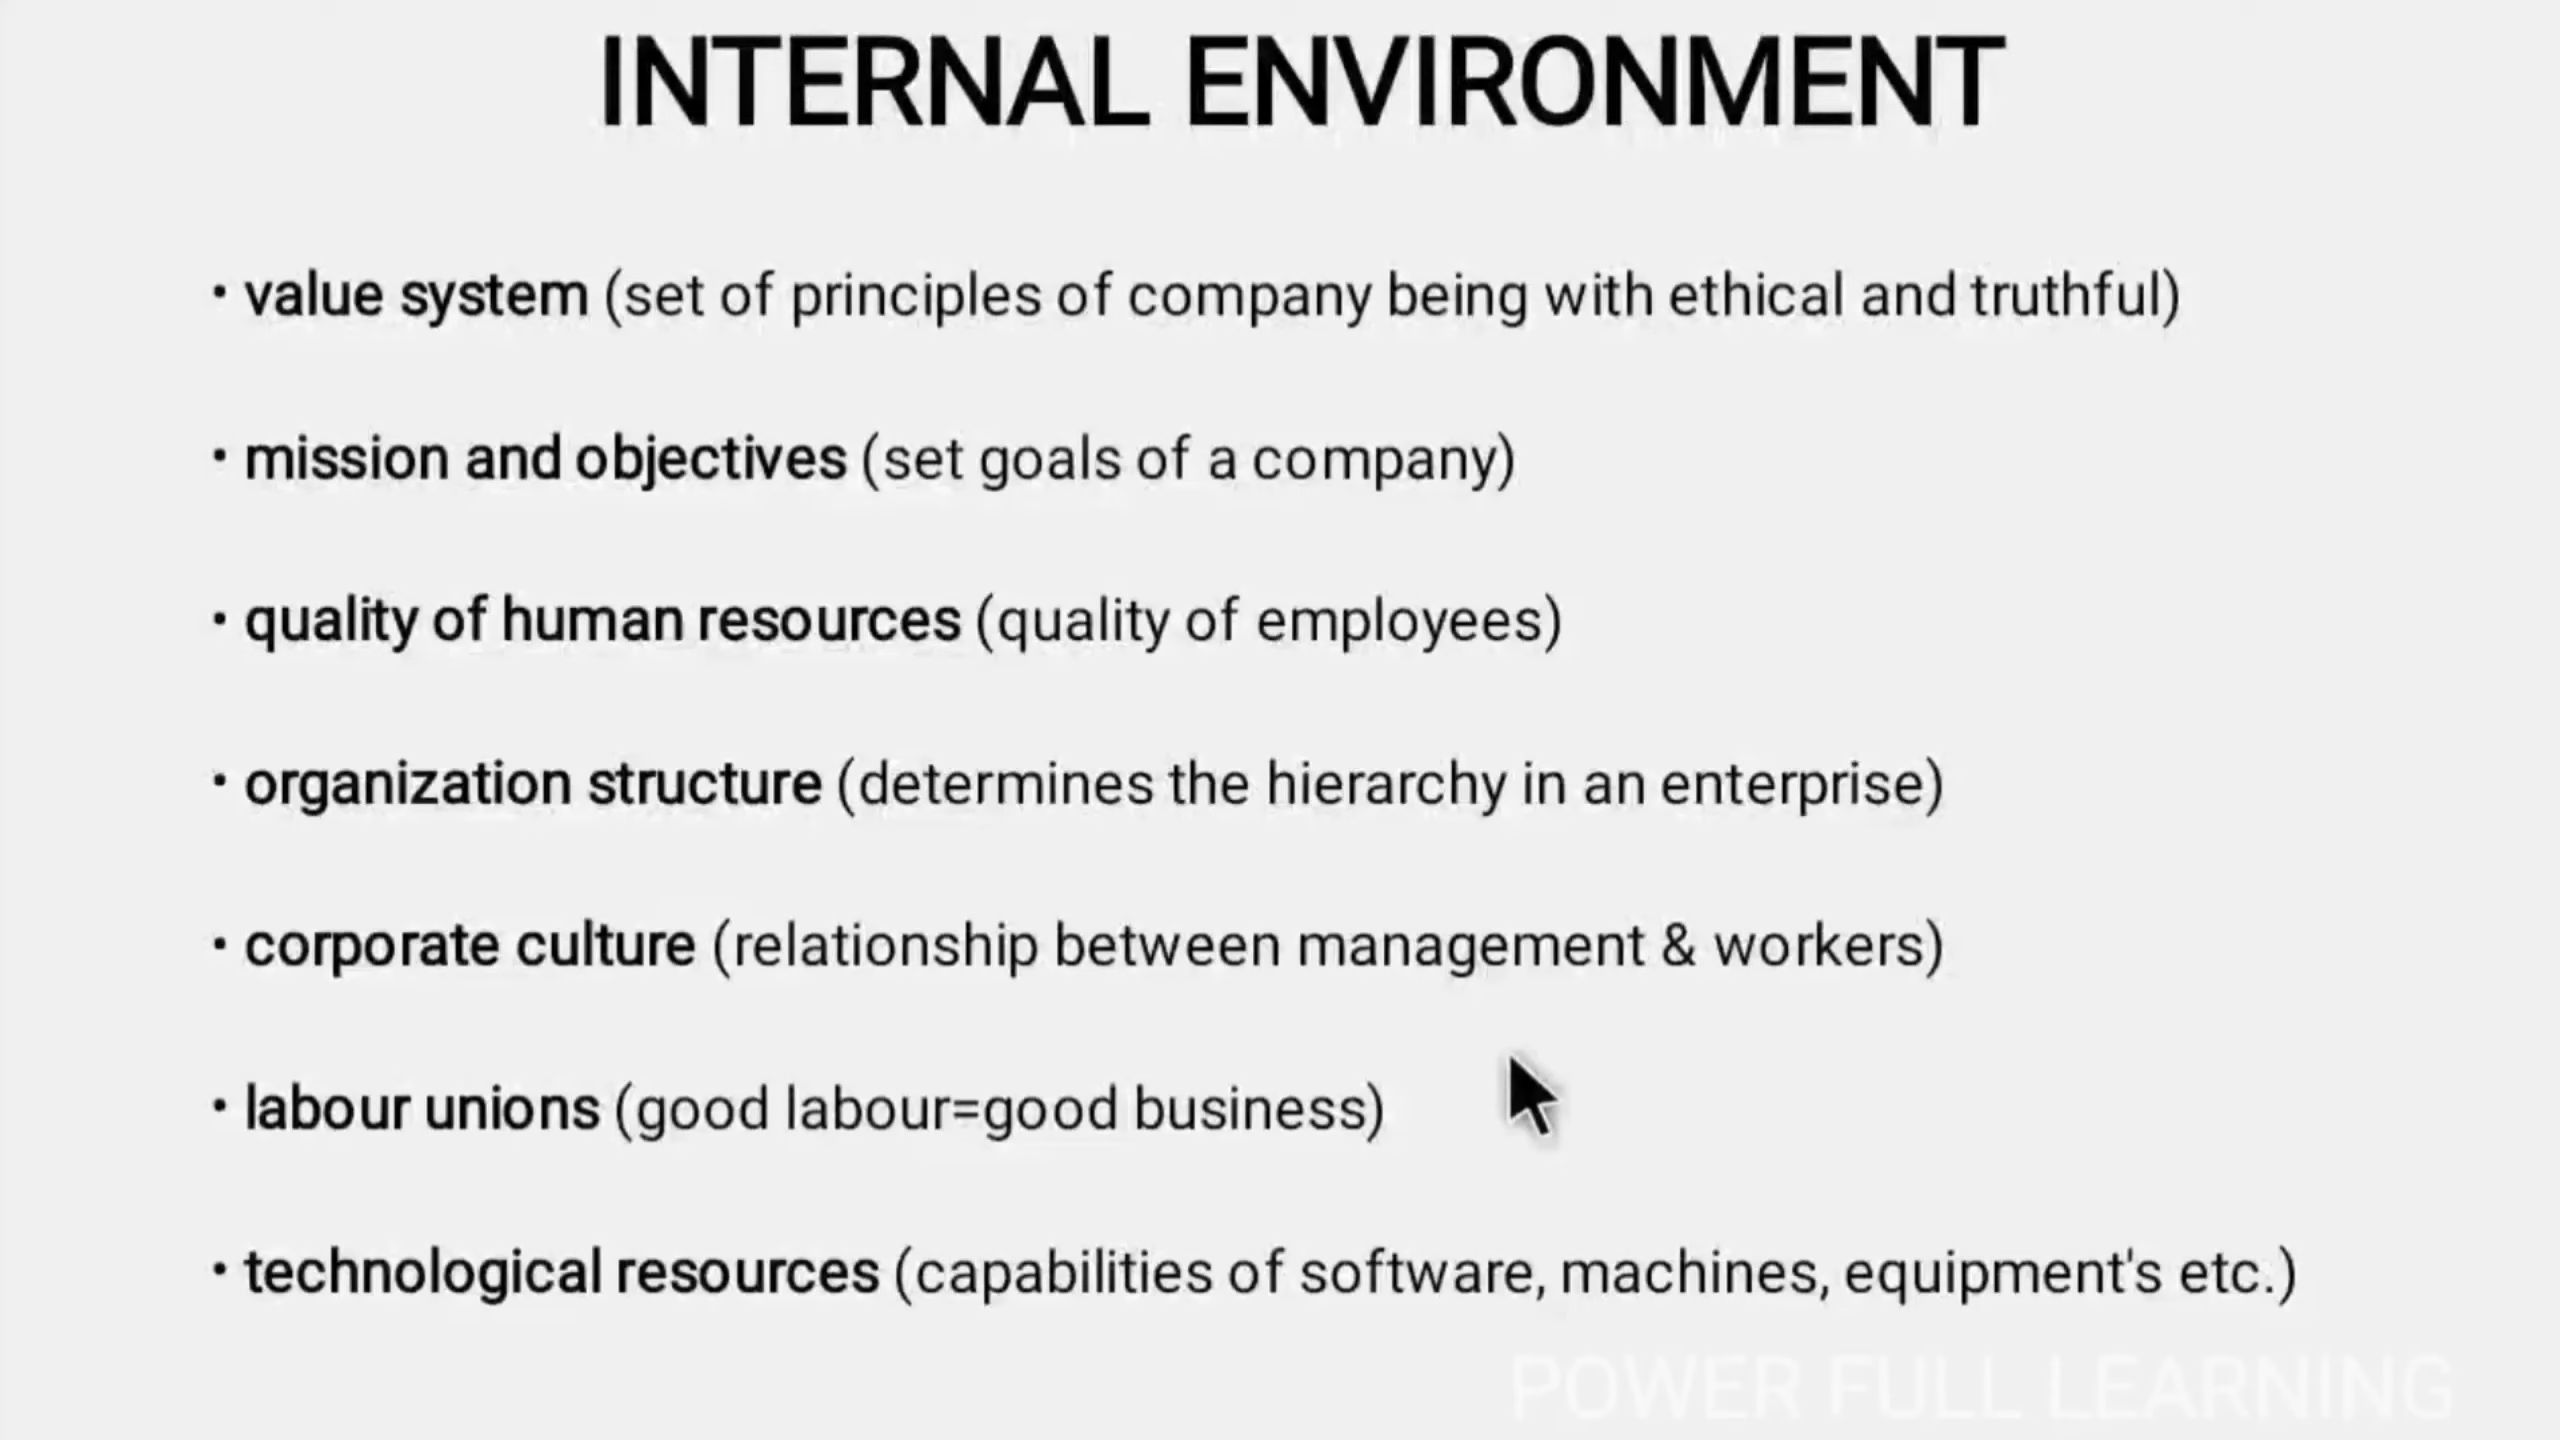 INTERNAL ENVIRONMENT
• value system (set of principles of company being with ethical and truthful)
• mission and objectives (set goals of a company)
• quality of human resources (quality of employees)
• organization structure (determines the hierarchy in an enterprise)
• corporate culture (relationship between management & workers)
• labour unions (good labour=good business)
• technological resources (capabilities of software, machines, equipment's etc.)
POWER FULL LEARNING